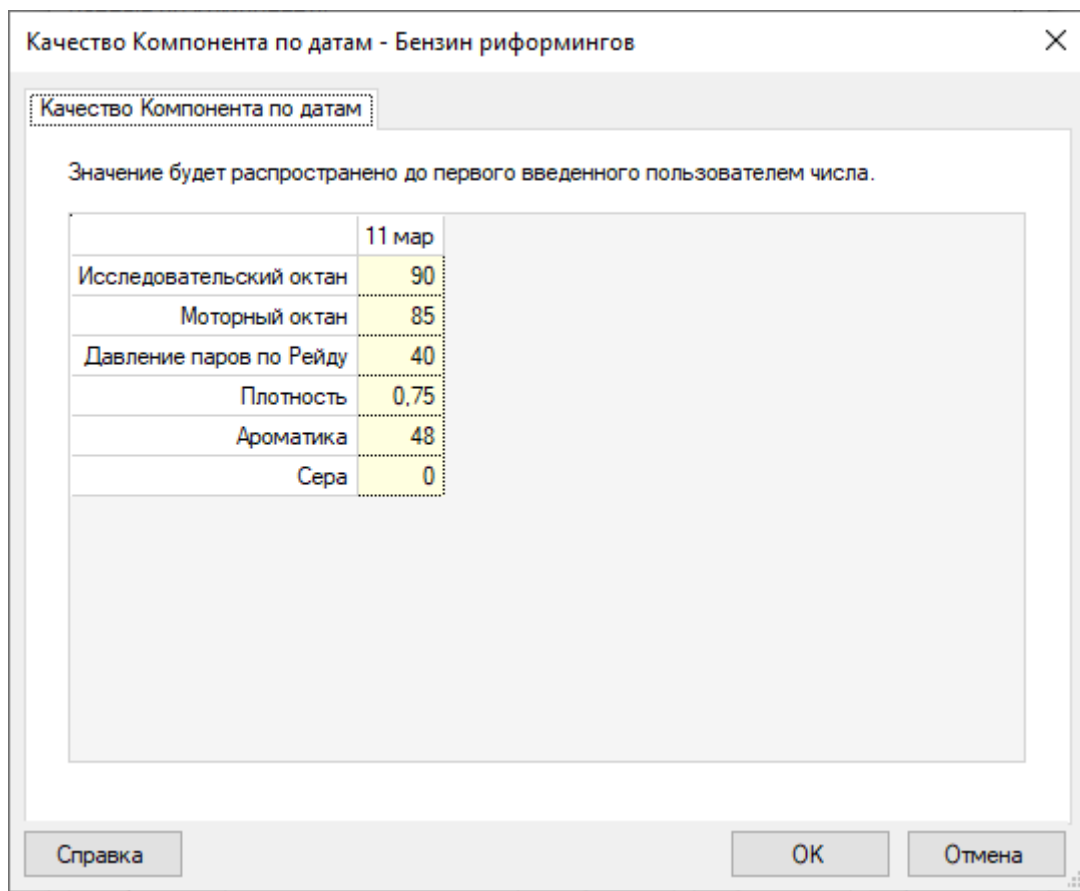 Качество Компонента по датам - Бензин риформингов
Качество Компонента по датам
Значение будет распространено до первого введенного пользователем числа.
11 мар
Исследовательский октан 90
Моторный октан 85
Давление паров по Рейду 40
Плотность 0,75
Ароматика 48
Сера 0
Справка OK Отмена